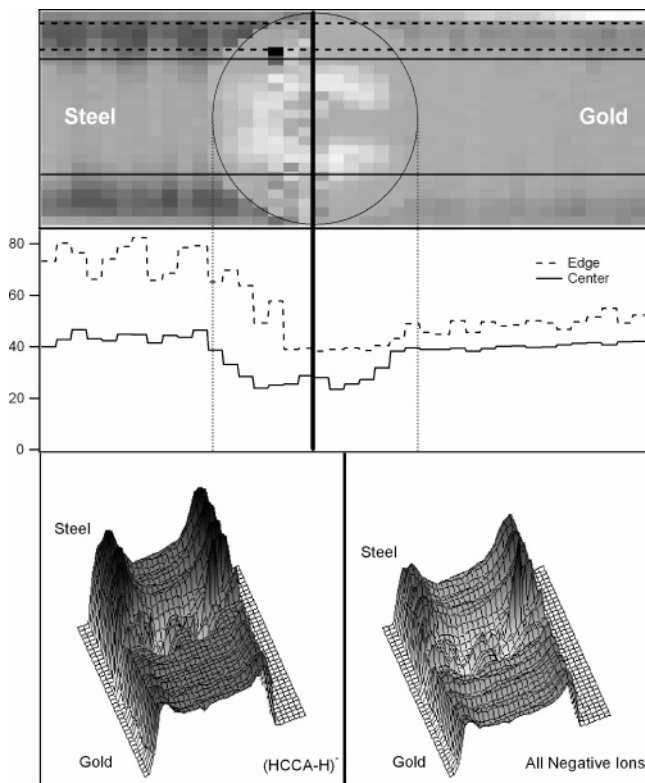 Steel Gold
80
60
40
20
0
Edge
Center
Steel
Gold
(HCCA-H)⁻
Steel
Gold
All Negative Ions